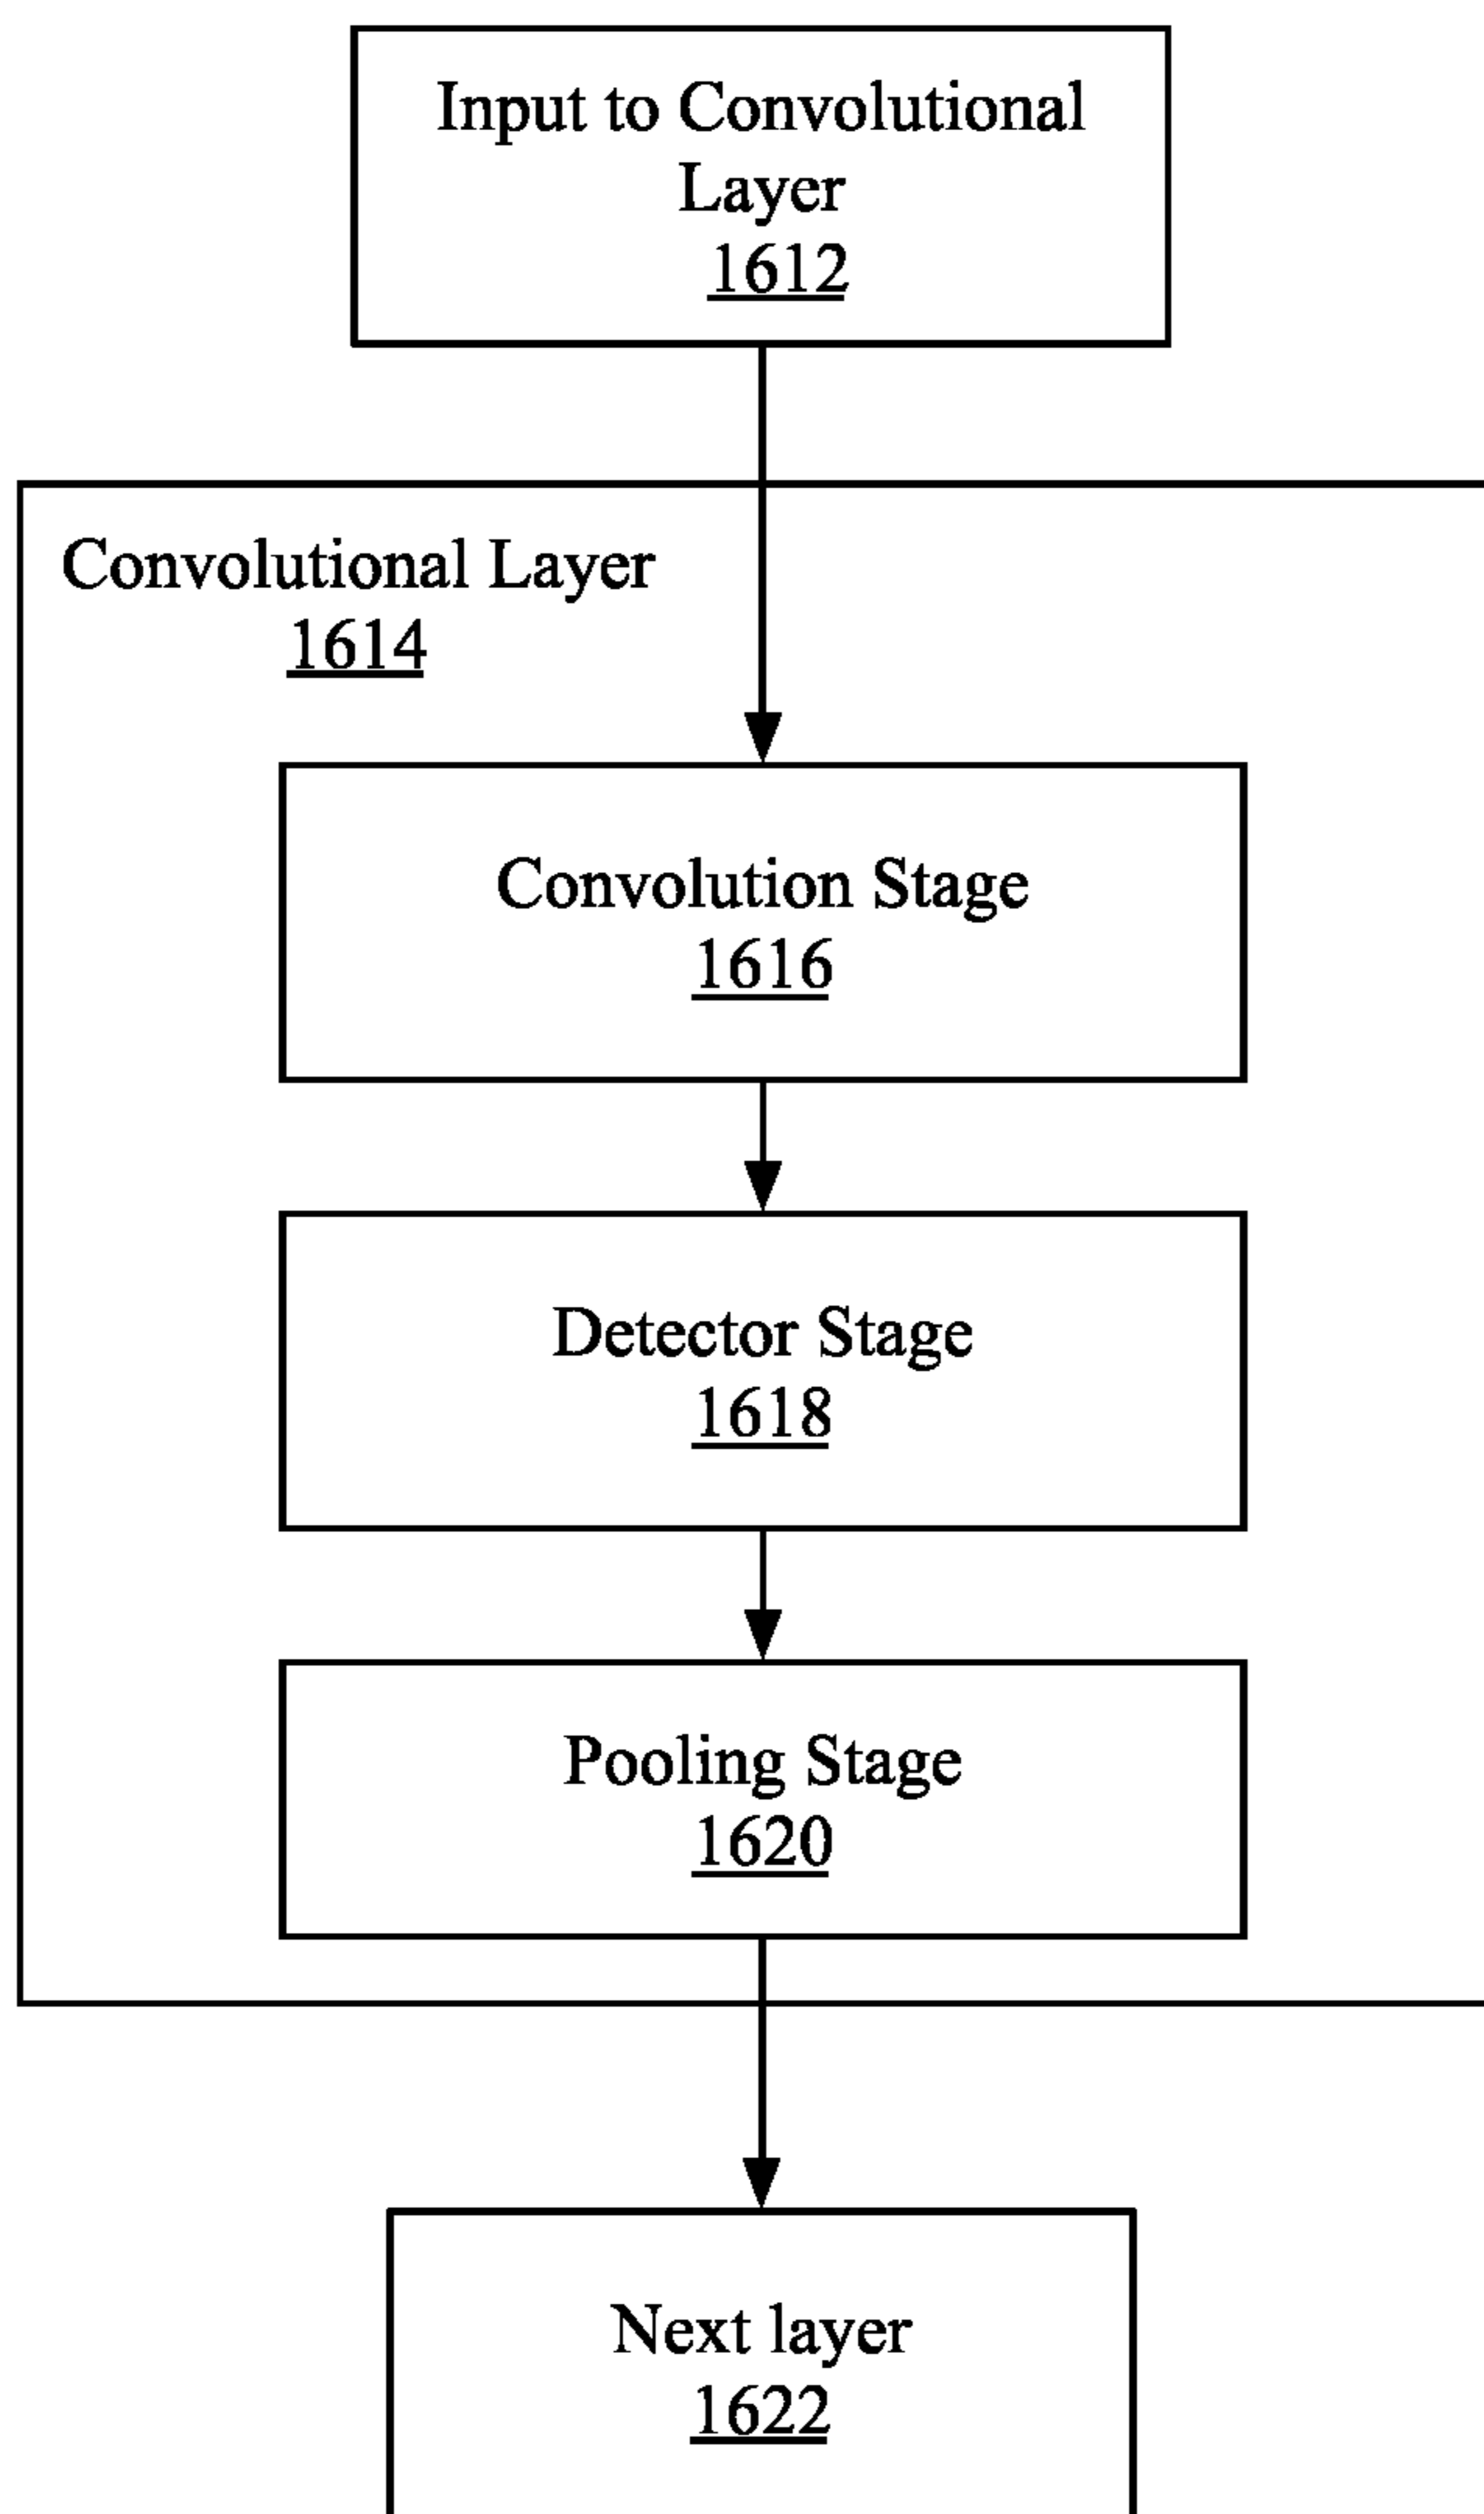 Input to Convolutional
Layer
1612
Convolutional Layer
1614
Convolution Stage
1616
Detector Stage
1618
Pooling Stage
1620
Next layer
1622